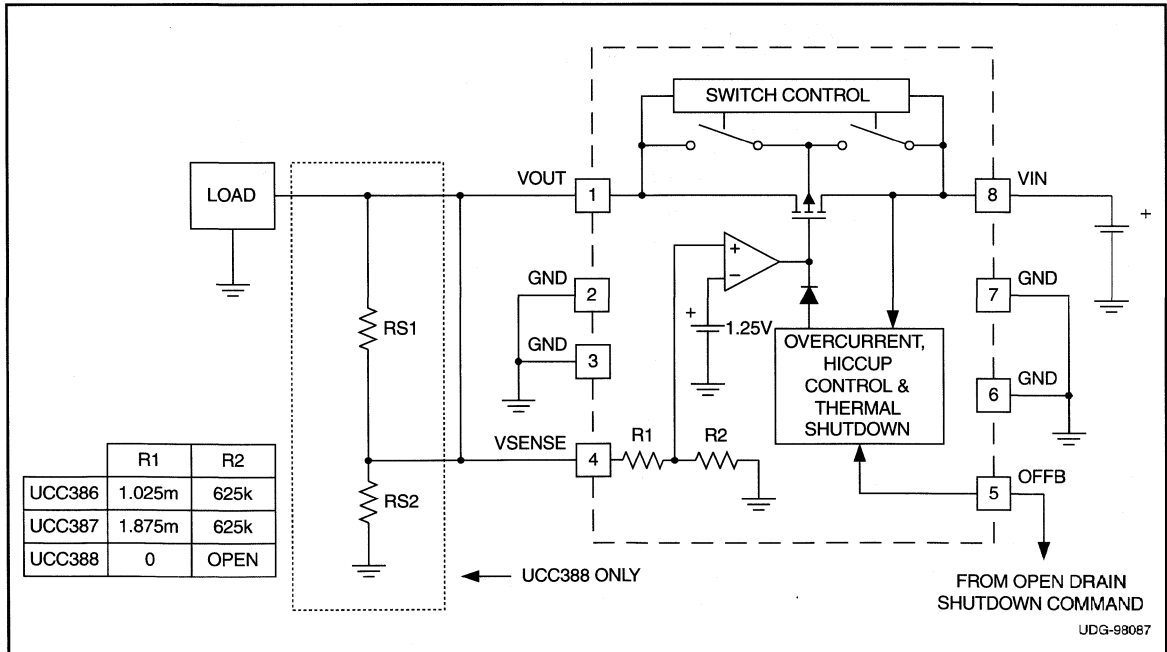 SWITCH CONTROL
LOAD
VOUT
1
8
VIN
+
GND
2
+
−
7
GND
RS1
+
1.25V
GND
3
OVERCURRENT,
HICCUP
CONTROL &
THERMAL
SHUTDOWN
6
GND
VSENSE
4
R1
R2
5
OFFB
R1 R2
UCC386 1.025m 625k
UCC387 1.875m 625k
UCC388 0 OPEN
RS2
UCC388 ONLY
FROM OPEN DRAIN
SHUTDOWN COMMAND
UDG-98087